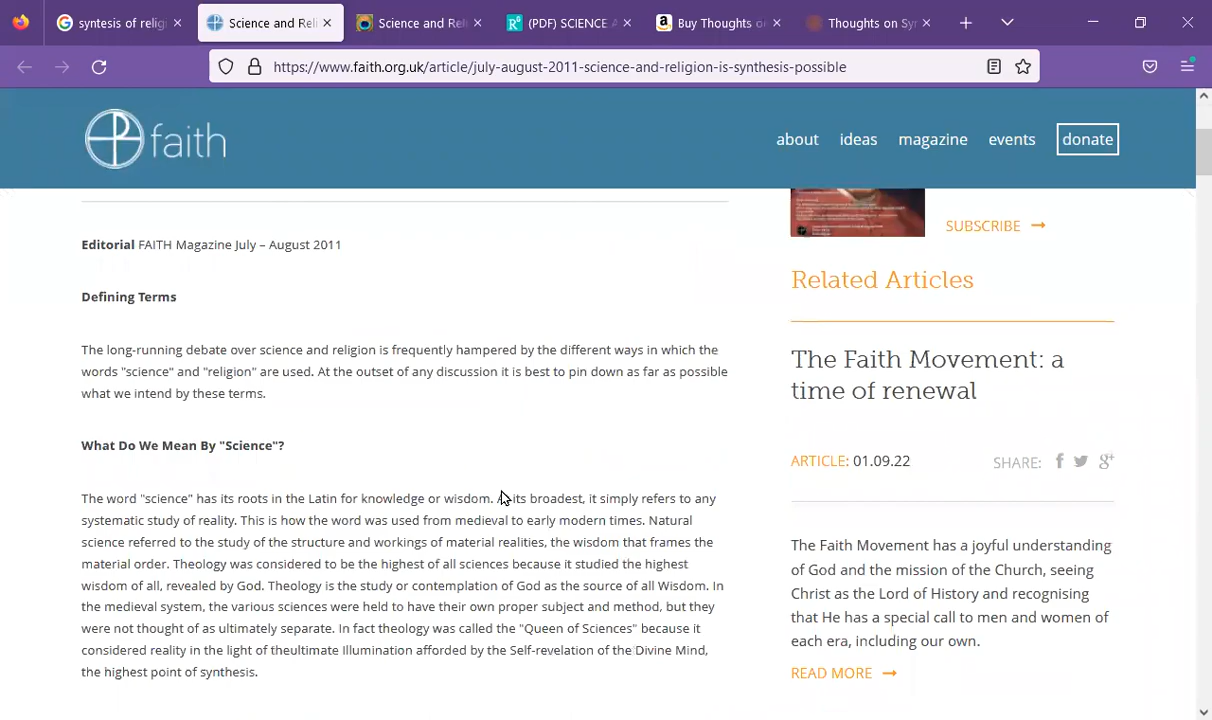 syntesis of relig
Science and Reli
Science and Reli
(PDF) SCIENCE A
Buy Thoughts o
Thoughts on Sy
https://www.faith.org.uk/article/july-august-2011-science-and-religion-is-synthesis-possible
faith
about
ideas
magazine
events
donate
SUBSCRIBE
Editorial FAITH Magazine July – August 2011
Defining Terms
The long-running debate over science and religion is frequently hampered by the different ways in which the
words "science" and "religion" are used. At the outset of any discussion it is best to pin down as far as possible
what we intend by these terms.
What Do We Mean By "Science"?
The word "science" has its roots in the Latin for knowledge or wisdom. its broadest, it simply refers to any
systematic study of reality. This is how the word was used from medieval to early modern times. Natural
science referred to the study of the structure and workings of material realities, the wisdom that frames the
material order. Theology was considered to be the highest of all sciences because it studied the highest
wisdom of all, revealed by God. Theology is the study or contemplation of God as the source of all Wisdom. In
the medieval system, the various sciences were held to have their own proper subject and method, but they
were not thought of as ultimately separate. In fact theology was called the "Queen of Sciences" because it
considered reality in the light of theultimate Illumination afforded by the Self-revelation of the Divine Mind,
the highest point of synthesis.
Related Articles
The Faith Movement: a
time of renewal
ARTICLE: 01.09.22
SHARE:
The Faith Movement has a joyful understanding
of God and the mission of the Church, seeing
Christ as the Lord of History and recognising
that He has a special call to men and women of
each era, including our own.
READ MORE